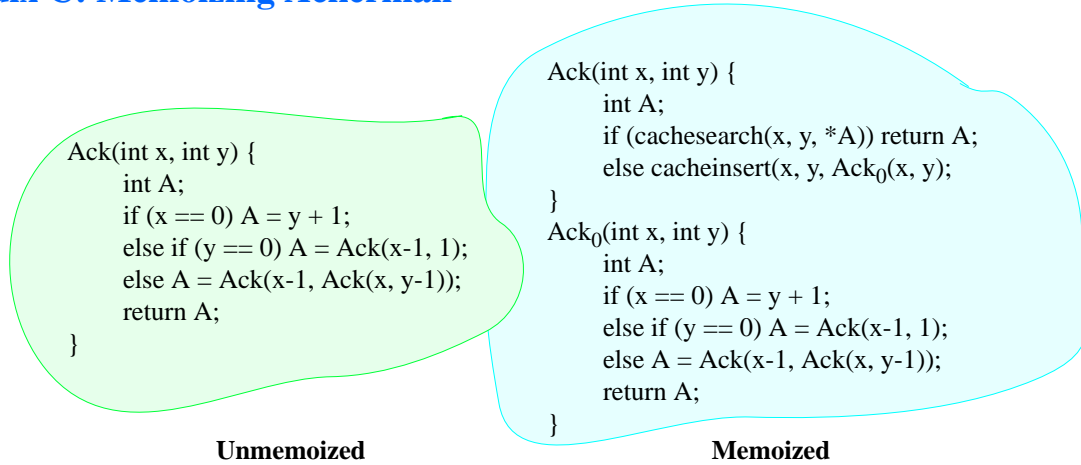 Memoizing Ackerman
Ack(int x, int y) {
int A;
if (x == 0) A = y + 1;
else if (y == 0) A = Ack(x-1, 1);
else A = Ack(x-1, Ack(x, y-1));
return A;
}
Unmemoized
Ack(int x, int y) {
int A;
if (cachesearch(x, y, *A)) return A;
else cacheinsert(x, y, Ack₀(x, y);
}
Ack₀(int x, int y) {
int A;
if (x == 0) A = y + 1;
else if (y == 0) A = Ack(x-1, 1);
else A = Ack(x-1, Ack(x, y-1));
return A;
}
Memoized